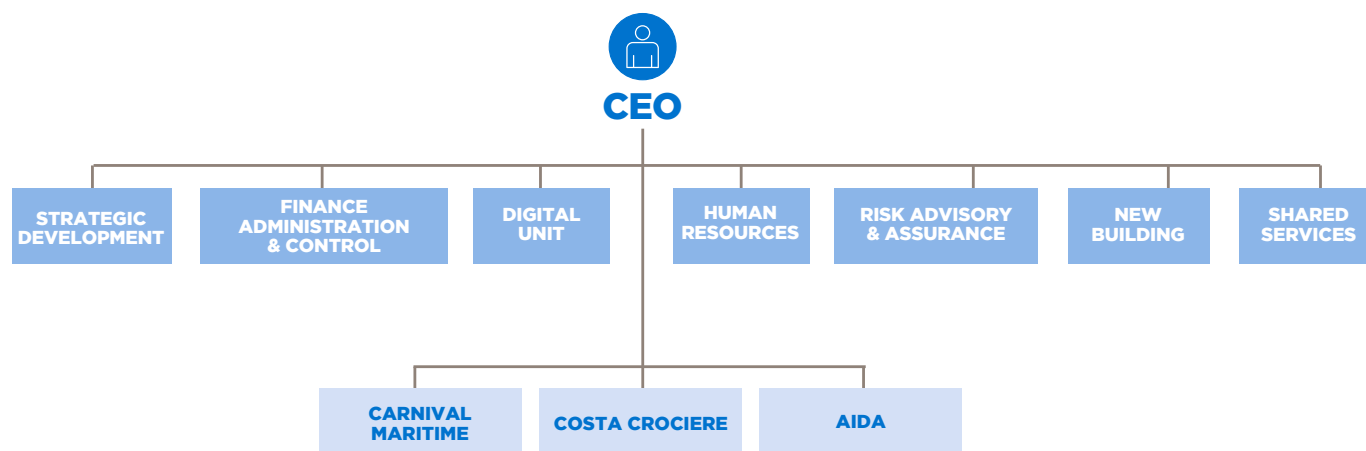 CEO
STRATEGIC
DEVELOPMENT
FINANCE
ADMINISTRATION
& CONTROL
DIGITAL
UNIT
HUMAN
RESOURCES
RISK ADVISORY
& ASSURANCE
NEW
BUILDING
SHARED
SERVICES
CARNIVAL
MARITIME
COSTA CROCIERE
AIDA